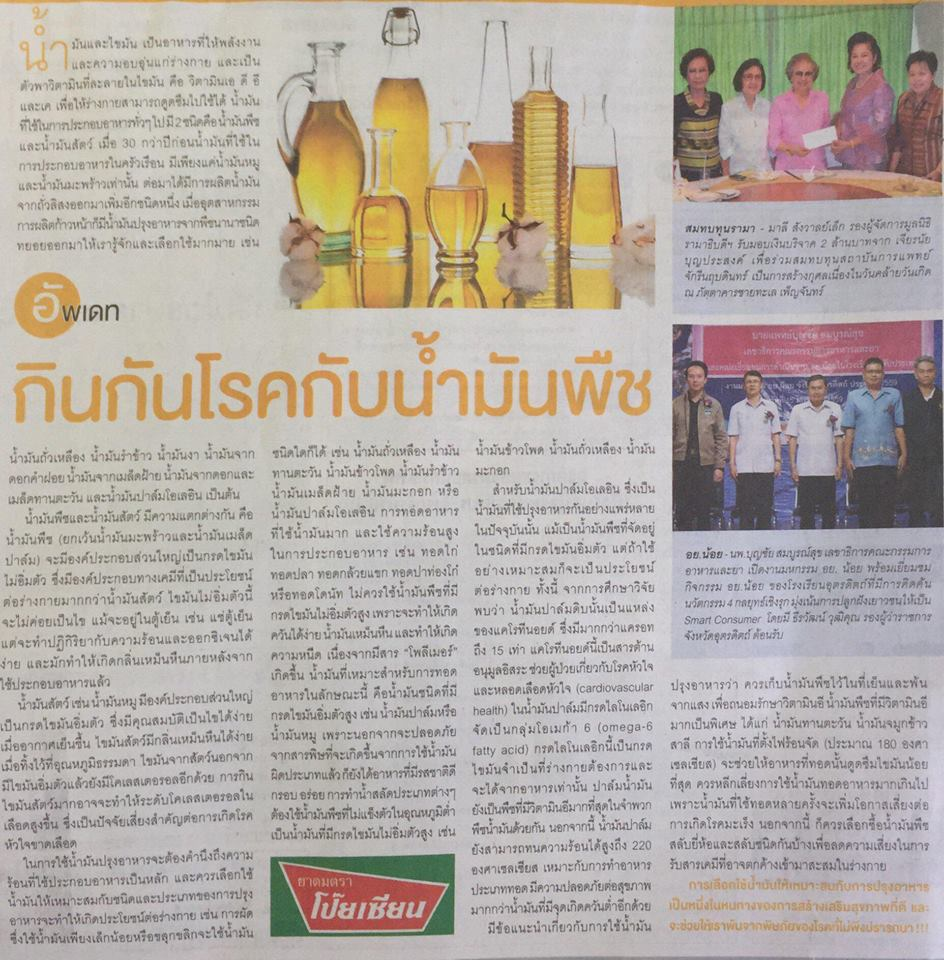 น้ำมันและไขมัน เป็นอาหารที่ให้พลังงาน
และความอบอุ่นแก่ร่างกาย และเป็น
ตัวพาวิตามินที่ละลายในไขมัน คือ วิตามินเอ ดี อี
และเค เพื่อให้ร่างกายสามารถดูดซึมไปใช้ได้ น้ำมัน
ที่ใช้ในการประกอบอาหารทั่วๆ ไป มี 2 ชนิดคือน้ำมันพืช
และน้ำมันสัตว์ เมื่อ 30 กว่าปีก่อนน้ำมันที่ใช้ใน
การประกอบอาหารในครัวเรือน มีเพียงแค่น้ำมันหมู
และน้ำมันมะพร้าวเท่านั้น ต่อมาได้มีการผลิตน้ำมัน
จากถั่วลิสงออกมาเพิ่มอีกชนิดหนึ่ง เมื่ออุตสาหกรรม
การผลิตก้าวหน้าก็มีน้ำมันปรุงอาหารจากพืชนานาชนิด
ทยอยออกมาให้เรารู้จักและเลือกใช้มากมาย เช่น
อัพเดท
กินกันโรคกับน้ำมันพืช
น้ำมันถั่วเหลือง น้ำมันรำข้าว น้ำมันงา น้ำมันจาก
ดอกคำฝอย น้ำมันจากเมล็ดฝ้าย น้ำมันจากดอกและ
เมล็ดทานตะวัน และน้ำมันปาล์มโอเลอิน เป็นต้น
น้ำมันพืชและน้ำมันสัตว์ มีความแตกต่างกัน คือ
น้ำมันพืช (ยกเว้นน้ำมันมะพร้าวและน้ำมันเมล็ด
ปาล์ม) จะมีองค์ประกอบส่วนใหญ่เป็นกรดไขมัน
ไม่อิ่มตัว ซึ่งมีองค์ประกอบทางเคมีที่เป็นประโยชน์
ต่อร่างกายมากกว่าน้ำมันสัตว์ ไขมันไม่อิ่มตัวนี้
จะไม่ค่อยเป็นไข แม้จะอยู่ในตู้เย็น เช่น แช่ตู้เย็น
แต่จะทำปฏิกิริยากับความร้อนและออกซิเจนได้
ง่าย และมักทำให้เกิดกลิ่นเหม็นหืนภายหลังจาก
ใช้ประกอบอาหารแล้ว
น้ำมันสัตว์ เช่น น้ำมันหมู มีองค์ประกอบส่วนใหญ่
เป็นกรดไขมันอิ่มตัว ซึ่งมีคุณสมบัติเป็นไขได้ง่าย
เมื่ออากาศเย็นขึ้น ไขมันสัตว์มีกลิ่นเหม็นหืนได้ง่าย
เมื่อทิ้งไว้ที่อุณหภูมิธรรมดา ไขมันจากสัตว์นอกจาก
มีไขมันอิ่มตัวแล้วยังมีโคเลสเตอรอลอีกด้วย การกิน
ไขมันสัตว์มากอาจจะทำให้ระดับโคเลสเตอรอลใน
เลือดสูงขึ้น ซึ่งเป็นปัจจัยเสี่ยงสำคัญต่อการเกิดโรค
หัวใจขาดเลือด
ในการใช้น้ำมันปรุงอาหารจะต้องคำนึงถึงความ
ร้อนที่ใช้ประกอบอาหารเป็นหลัก และควรเลือกใช้
น้ำมันให้เหมาะสมกับชนิดและประเภทของการปรุง
อาหารจะทำให้เกิดประโยชน์ต่อร่างกาย เช่น การผัด
ซึ่งใช้น้ำมันเพียงเล็กน้อยหรือขลุกขลิกจะใช้น้ำมัน
ชนิดใดก็ได้ เช่น น้ำมันถั่วเหลือง น้ำมัน
ทานตะวัน น้ำมันข้าวโพด น้ำมันรำข้าว
น้ำมันเมล็ดฝ้าย น้ำมันมะกอก หรือ
น้ำมันปาล์มโอเลอิน การทอดอาหาร
ที่ใช้น้ำมันมาก และใช้ความร้อนสูง
ในการประกอบอาหาร เช่น ทอดไก่
ทอดปลา ทอดกล้วยแขก ทอดปาท่องโก๋
หรือทอดโดนัท ไม่ควรใช้น้ำมันพืชที่มี
กรดไขมันไม่อิ่มตัวสูง เพราะจะทำให้เกิด
ควันได้ง่าย น้ำมันเหม็นหืน และทำให้เกิด
ความหนืด เนื่องจากมีสาร "โพลีเมอร์"
เกิดขึ้น น้ำมันที่เหมาะสำหรับการทอด
อาหารในลักษณะนี้ คือน้ำมันชนิดที่มี
กรดไขมันอิ่มตัวสูง เช่น น้ำมันปาล์มหรือ
น้ำมันหมู เพราะนอกจากจะปลอดภัย
จากสารพิษที่จะเกิดขึ้นจากการใช้น้ำมัน
ผิดประเภทแล้ว ก็ยังได้อาหารที่มีรสชาติดี
กรอบ อร่อย การทำน้ำสลัดประเภทต่างๆ
ต้องใช้น้ำมันพืชที่ไม่แข็งตัวในอุณหภูมิต่ำ
เป็นน้ำมันที่มีกรดไขมันไม่อิ่มตัวสูง เช่น
ยาดมตรา
โป๊ยเซียน
น้ำมันข้าวโพด น้ำมันถั่วเหลือง น้ำมัน
มะกอก
สำหรับน้ำมันปาล์มโอเลอิน ซึ่งเป็น
น้ำมันที่ใช้ปรุงอาหารกันอย่างแพร่หลาย
ในปัจจุบันนั้น แม้เป็นน้ำมันพืชที่จัดอยู่
ในชนิดที่มีกรดไขมันอิ่มตัว แต่ถ้าใช้
อย่างเหมาะสมก็จะเป็นประโยชน์
ต่อร่างกาย ทั้งนี้ จากการศึกษาวิจัย
พบว่า น้ำมันปาล์มดิบนั้นเป็นแหล่ง
ของแคโรทีนอยด์ ซึ่งมีมากกว่าแครอท
ถึง 15 เท่า แคโรทีนอยด์นี้เป็นสารต้าน
อนุมูลอิสระ ช่วยผู้ป่วยเกี่ยวกับโรคหัวใจ
และหลอดเลือดหัวใจ (cardiovascular
health) ในน้ำมันปาล์มมีกรดไลโนเลอิก
จัดเป็นกลุ่มโอเมก้า 6 (omega-6
fatty acid) กรดไลโนเลอิกนี้เป็นกรด
ไขมันจำเป็นที่ร่างกายต้องการและ
จะได้จากอาหารเท่านั้น ปาล์มน้ำมัน
ยังเป็นพืชที่มีวิตามินอีมากที่สุดในจำพวก
พืชน้ำมันด้วยกัน นอกจากนี้ น้ำมันปาล์ม
ยังสามารถทนความร้อนได้สูงถึง 220
องศาเซลเซียส เหมาะกับการทำอาหาร
ประเภททอด มีความปลอดภัยต่อสุขภาพ
มากกว่าน้ำมันที่มีจุดเกิดควันต่ำอีกด้วย
มีข้อแนะนำเกี่ยวกับการใช้น้ำมัน
สมทบทุนรามา - มาลี สังวาลย์เล็ก รองผู้จัดการมูลนิธิ
รามาธิบดีฯ รับมอบเงินบริจาค 2 ล้านบาทจาก เจียรนัย
บุญประสงค์ เพื่อร่วมสมทบทุนสถาบันการแพทย์
จักรีนฤบดินทร์ เป็นการสร้างกุศลเนื่องในวันคล้ายวันเกิด
ณ ภัตตาคารชายทะเล เพ็ญจันทร์
นายแพทย์บุญชัย สมบูรณ์สุข
เลขาธิการคณะกรรมการอาหารและยา
อย.น้อย - นพ.บุญชัย สมบูรณ์สุข เลขาธิการคณะกรรมการ
อาหารและยา เปิดงานมหกรรม อย. น้อย พร้อมเยี่ยมชม
กิจกรรม อย.น้อย ของโรงเรียนอุตรดิตถ์ที่มีการคิดค้น
นวัตกรรม 4 กลยุทธ์เชิงรุก มุ่งเน้นการปลูกฝังเยาวชนให้เป็น
Smart Consumer โดยมี ธีรวัฒน์ วุฒิคุณ รองผู้ว่าราชการ
จังหวัดอุตรดิตถ์ ต้อนรับ
ปรุงอาหารว่า ควรเก็บน้ำมันพืชไว้ในที่เย็นและพ้น
จากแสง เพื่อถนอมรักษาวิตามินอี น้ำมันพืชที่มีวิตามินอี
มากเป็นพิเศษ ได้แก่ น้ำมันทานตะวัน น้ำมันจมูกข้าว
สาลี การใช้น้ำมันที่ตั้งไฟร้อนจัด (ประมาณ 180 องศา
เซลเซียส) จะช่วยให้อาหารที่ทอดนั้นดูดซึมไขมันน้อย
ที่สุด ควรหลีกเลี่ยงการใช้น้ำมันทอดอาหารมากเกินไป
เพราะน้ำมันที่ใช้ทอดหลายครั้งจะเพิ่มโอกาสเสี่ยงต่อ
การเกิดโรคมะเร็ง นอกจากนี้ ก็ควรเลือกซื้อน้ำมันพืช
สลับยี่ห้อและสลับชนิดกันบ้างเพื่อลดความเสี่ยงในการ
รับสารเคมีที่อาจตกค้างเข้ามาสะสมในร่างกาย
การเลือกใช้น้ำมันให้เหมาะสมกับการปรุงอาหาร
เป็นหนึ่งในหนทางของการสร้างเสริมสุขภาพที่ดี และ
จะช่วยให้เราพ้นจากพิษภัยของโรคที่ไม่พึงปรารถนา !!!